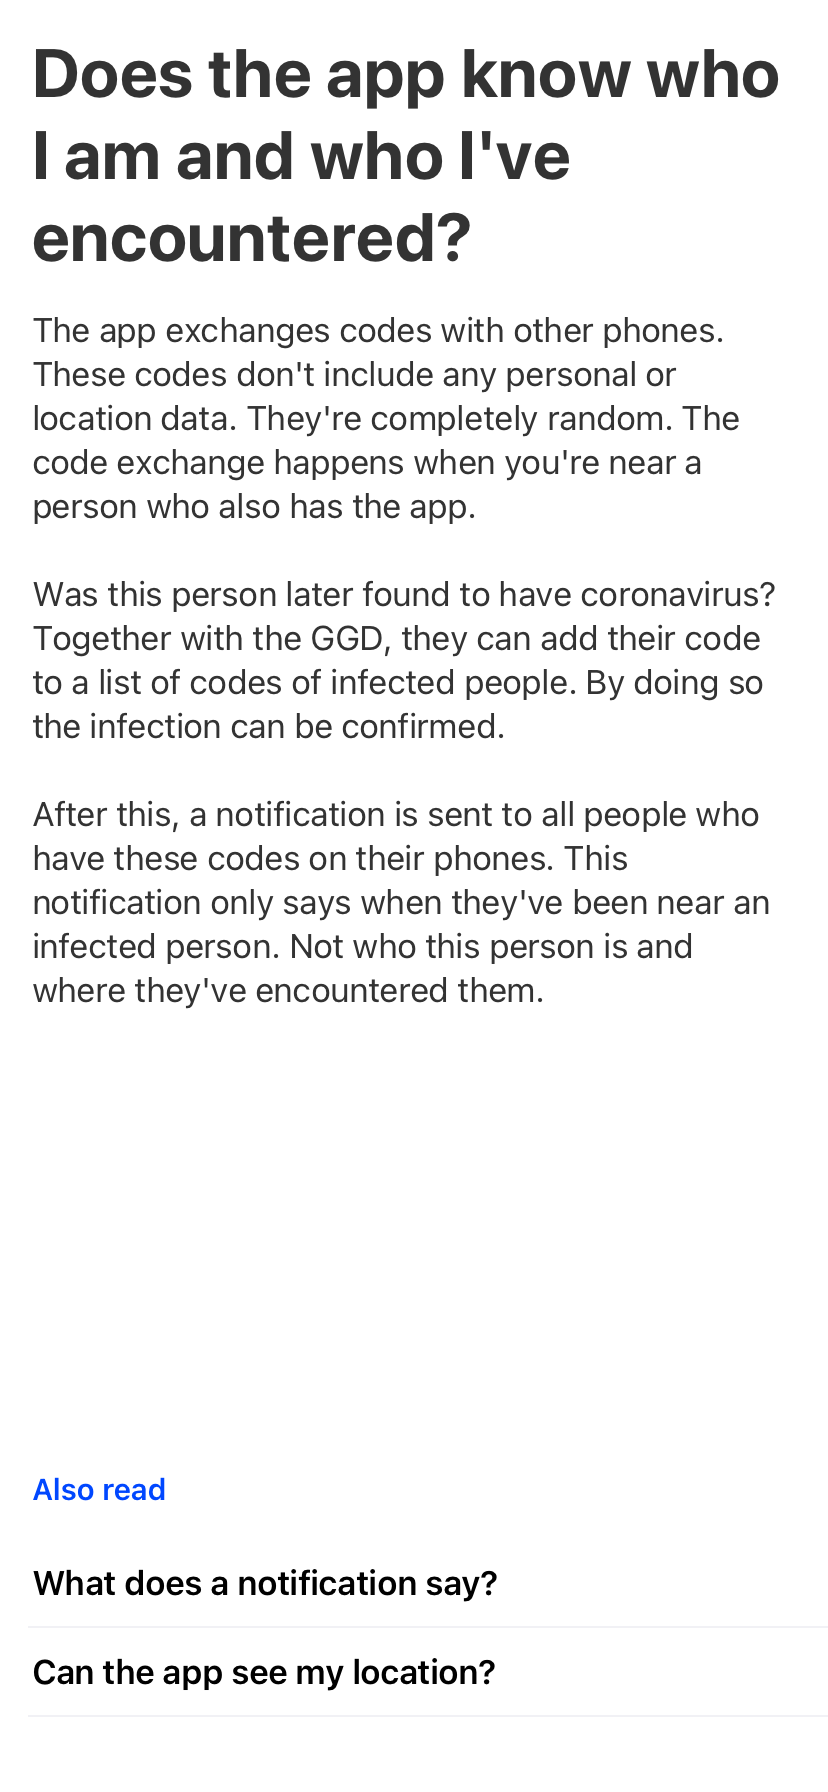 Does the app know who
I am and who I've
encountered?
The app exchanges codes with other phones.
These codes don't include any personal or
location data. They're completely random. The
code exchange happens when you're near a
person who also has the app.
Was this person later found to have coronavirus?
Together with the GGD, they can add their code
to a list of codes of infected people. By doing so
the infection can be confirmed.
After this, a notification is sent to all people who
have these codes on their phones. This
notification only says when they've been near an
infected person. Not who this person is and
where they've encountered them.
Also read
What does a notification say?
Can the app see my location?